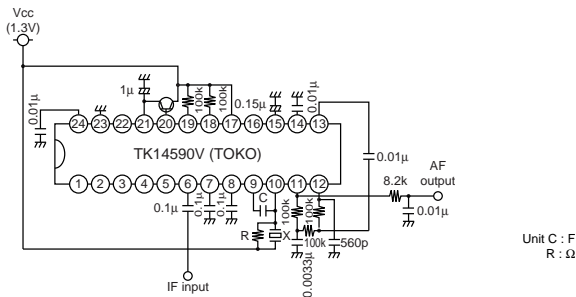 Vcc
(1.3V)
1μ
100k
100k
0.15μ
0.01μ
0.01μ
24 23 22 21 20 19 18 17 16 15 14 13
TK14590V (TOKO)
0.01μ
AF
output
1 2 3 4 5 6 7 8 9 10 11 12
8.2k
0.1μ
0.1μ
0.1μ
C
100k
100k
0.01μ
R
X
100k
560p
0.0033μ
IF input
Unit C : F
R : Ω